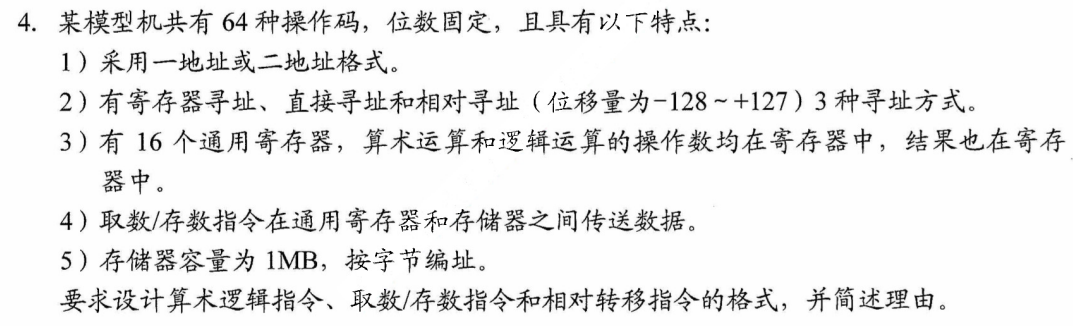 4. 某模型机共有 64 种操作码，位数固定，且具有以下特点：
1）采用一地址或二地址格式。
2）有寄存器寻址、直接寻址和相对寻址（位移量为-128～+127）3 种寻址方式。
3）有 16 个通用寄存器，算术运算和逻辑运算的操作数均在寄存器中，结果也在寄存
器中。
4）取数/存数指令在通用寄存器和存储器之间传送数据。
5）存储器容量为 1MB，按字节编址。
要求设计算术逻辑指令、取数/存数指令和相对转移指令的格式，并简述理由。